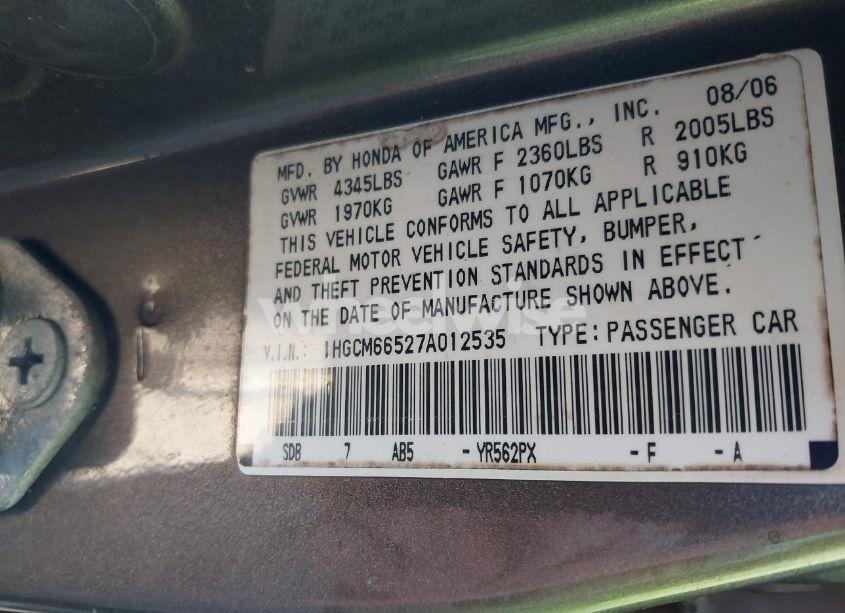 08/06
MFD. BY HONDA OF AMERICA MFG., INC.
GVWR 4345LBS GAWR F 2360LBS R 2005LBS
GVWR 1970KG GAWR F 1070KG R 910KG
THIS VEHICLE CONFORMS TO ALL APPLICABLE
FEDERAL MOTOR VEHICLE SAFETY, BUMPER,
AND THEFT PREVENTION STANDARDS IN EFFECT
ON THE DATE OF MANUFACTURE SHOWN ABOVE.
V.I.N.: 1HGCM66527A012535 TYPE: PASSENGER CAR
SDB 7 AB5 - YR562PX - F - A
wheelwise